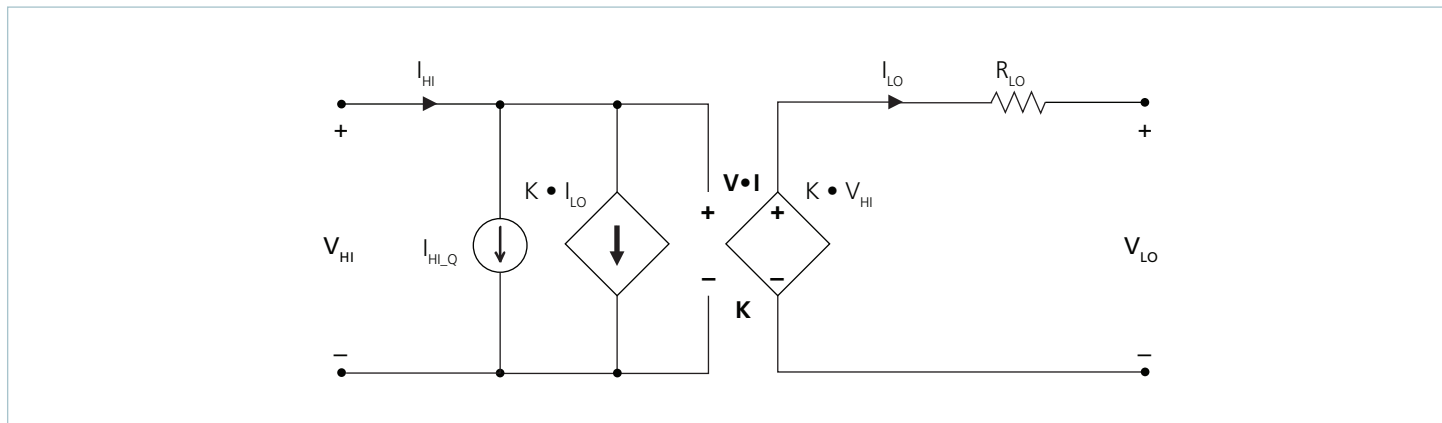 I_HI
I_LO
R_LO
+
+
V•I
K • I_LO
K • V_HI
+
+
V_HI
I_HI_Q
V_LO
–
–
K
–
–